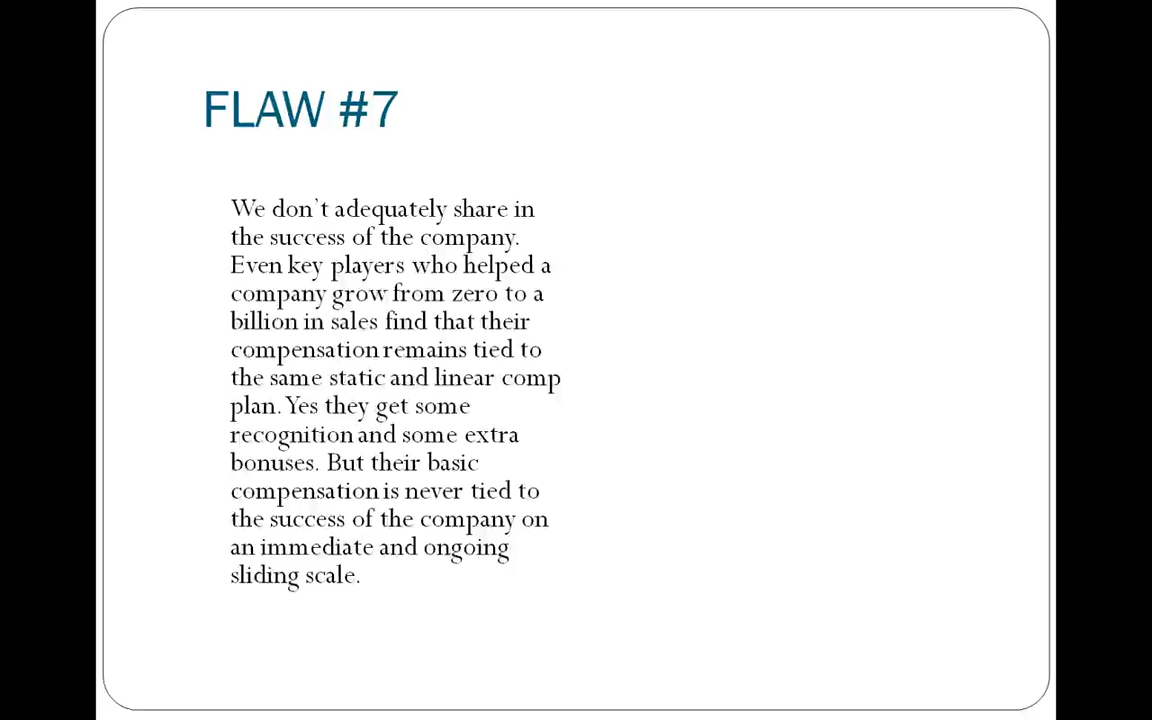 FLAW #7
We don't adequately share in
the success of the company.
Even key players who helped a
company grow from zero to a
billion in sales find that their
compensation remains tied to
the same static and linear comp
plan. Yes they get some
recognition and some extra
bonuses. But their basic
compensation is never tied to
the success of the company on
an immediate and ongoing
sliding scale.